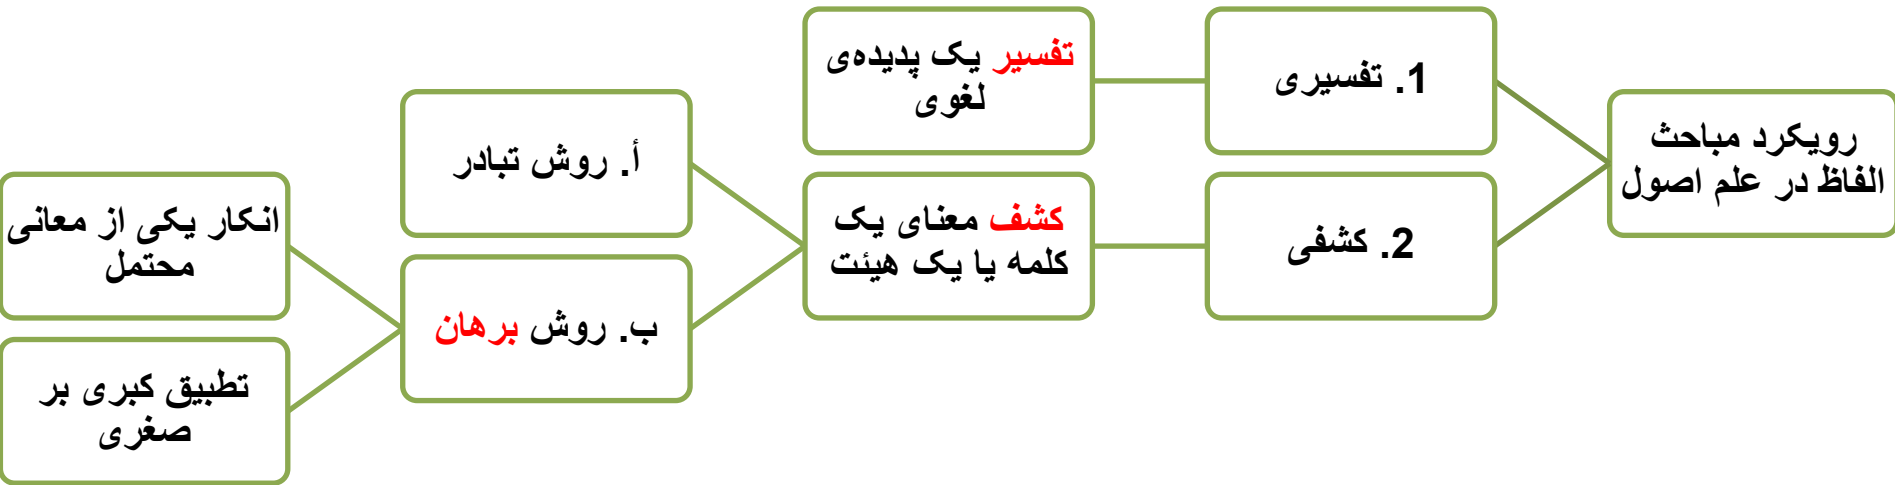 رویکرد مباحث
الفاظ در علم اصول
1. تفسیری
تفسیر یک پدیده‌ی
لغوی
2. کشفی
کشف معنای یک
کلمه یا یک هیئت
أ. روش تبادر
ب. روش برهان
انکار یکی از معانی
محتمل
تطبیق کبری بر
صغری